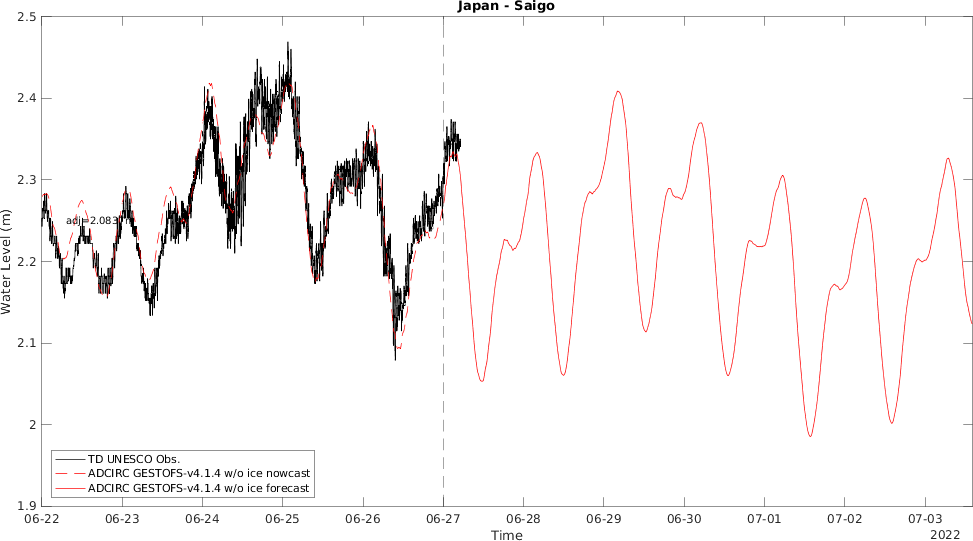 Japan - Saigo
2.5
2.4
2.3
2.2
2.1
2
1.9
Water Level (m)
adj=2.083
TD UNESCO Obs.
ADCIRC GESTOFS-v4.1.4 w/o ice nowcast
ADCIRC GESTOFS-v4.1.4 w/o ice forecast
06-22 06-23 06-24 06-25 06-26 06-27 06-28 06-29 06-30 07-01 07-02 07-03
2022
Time